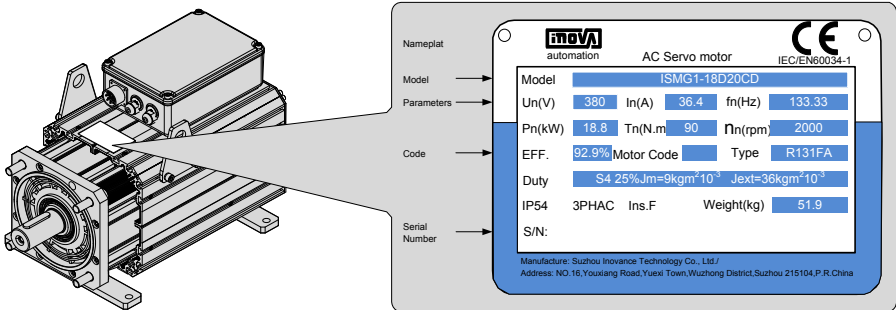 Nameplat
Model
Parameters
Code
Serial
Number
inova
automation
AC Servo motor
CE
IEC/EN60034-1
Model ISMG1-18D20CD
Un(V) 380 In(A) 36.4 fn(Hz) 133.33
Pn(kW) 18.8 Tn(N.m 90 nn(rpm) 2000
EFF. 92.9% Motor Code Type R131FA
Duty S4 25%Jm=9kgm²10⁻³ Jext=36kgm²10⁻³
IP54 3PHAC Ins.F Weight(kg) 51.9
S/N:
Manufacture: Suzhou Inovance Technology Co., Ltd./
Address: NO.16,Youxiang Road,Yuexi Town,Wuzhong District,Suzhou 215104,P.R.China